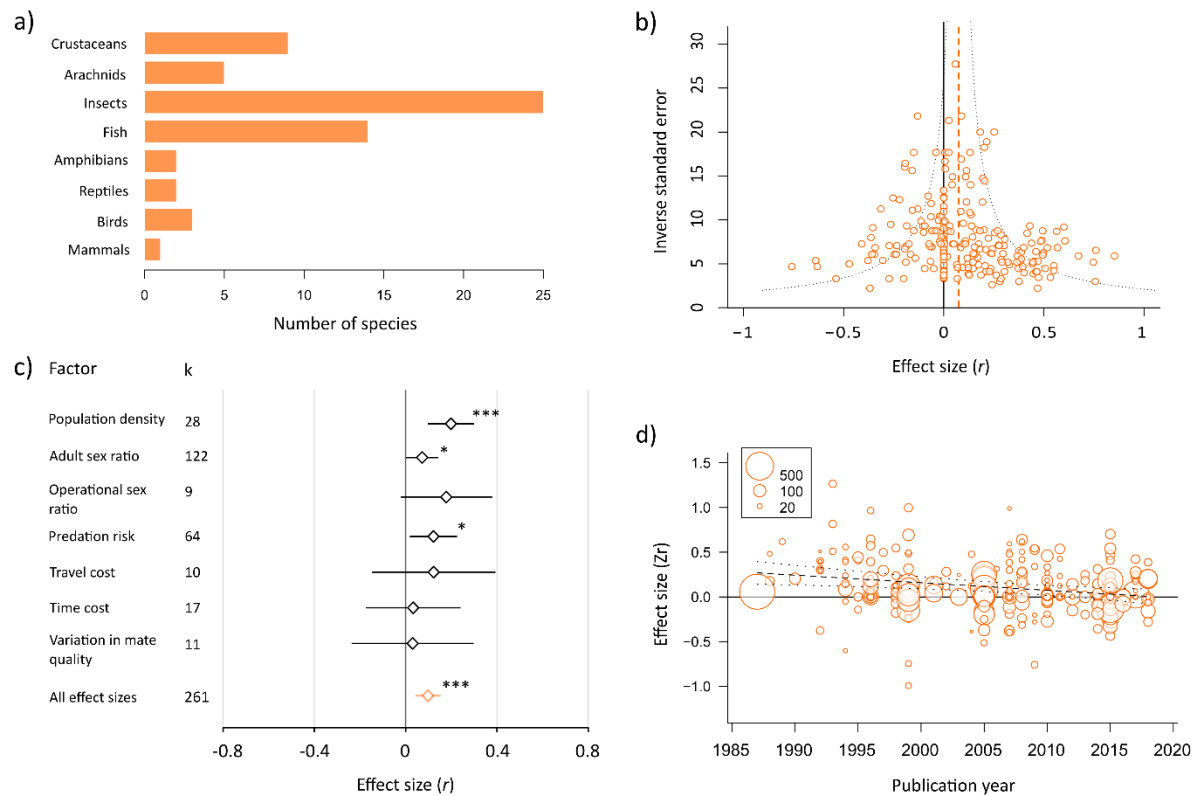 a)
Crustaceans
Arachnids
Insects
Fish
Amphibians
Reptiles
Birds
Mammals
0 5 10 15 20 25
Number of species
b)
30
25
20
15
10
5
0
Inverse standard error
−1 −0.5 0 0.5 1
Effect size (r)
c) Factor k
Population density 28 ***
Adult sex ratio 122 *
Operational sex
ratio 9
Predation risk 64 *
Travel cost 10
Time cost 17
Variation in mate
quality 11
All effect sizes 261 ***
-0.8 -0.4 0 0.4 0.8
Effect size (r)
d)
1.5
1.0
0.5
0.0
−0.5
−1.0
Effect size (Zr)
500
100
20
1985 1990 1995 2000 2005 2010 2015 2020
Publication year